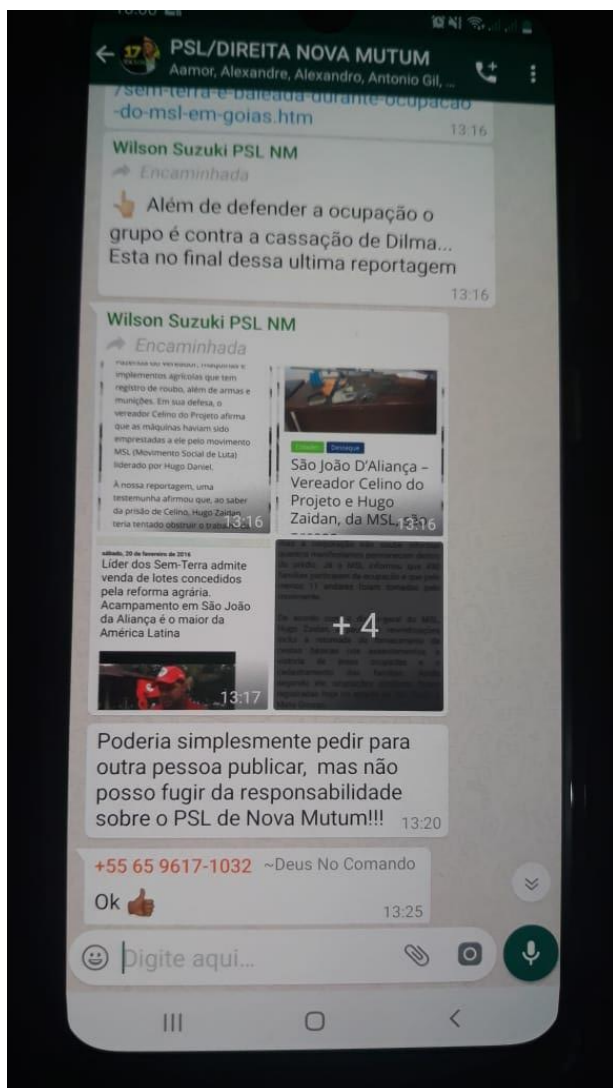 PSL/DIREITA NOVA MUTUM
Aamor, Alexandre, Alexandro, Antonio Gil, ...
/sem-terra-e-baleada-durante-ocupacao
-do-msl-em-goias.htm
13:16
Wilson Suzuki PSL NM
Encaminhada
👆 Além de defender a ocupação o
grupo é contra a cassação de Dilma...
Esta no final dessa ultima reportagem
13:16
Wilson Suzuki PSL NM
Encaminhada
implementos agrícolas que tem
registro de roubo, além de armas e
munições. Em sua defesa, o
vereador Celino do Projeto afirma
que as máquinas haviam sido
emprestadas a ele pelo movimento
MSL (Movimento Social de Luta)
liderado por Hugo Daniel.
A nossa reportagem, uma
testemunha afirmou que, ao saber
da prisão de Celino, Hugo Zaidan
teria tentado obstruir o
13:16
Cidades Destaque
São João D'Aliança –
Vereador Celino do
Projeto e Hugo
Zaidan, da MSL, são
13:16
sábado, 20 de fevereiro de 2016
Líder dos Sem-Terra admite
venda de lotes concedidos
pela reforma agrária.
Acampamento em São João
da Aliança é o maior da
América Latina
13:17
+ 4
Poderia simplesmente pedir para
outra pessoa publicar, mas não
posso fugir da responsabilidade
sobre o PSL de Nova Mutum!!!
13:20
+55 65 9617-1032 ~Deus No Comando
Ok 👍🏾
13:25
Digite aqui...